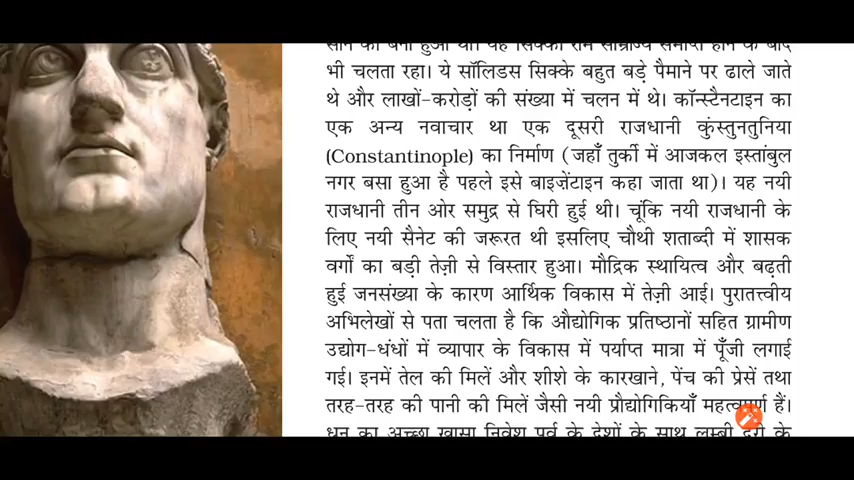 भी चलता रहा। ये सॉलिडस सिक्के बहुत बड़े पैमाने पर ढाले जाते
थे और लाखों-करोड़ों की संख्या में चलन में थे। कॉन्स्टैनटाइन का
एक अन्य नवाचार था एक दूसरी राजधानी कुंस्तुनतुनिया
(Constantinople) का निर्माण (जहाँ तुर्की में आजकल इस्तांबुल
नगर बसा हुआ है पहले इसे बाइज़ेंटाइन कहा जाता था)। यह नयी
राजधानी तीन ओर समुद्र से घिरी हुई थी। चूंकि नयी राजधानी के
लिए नयी सैनेट की जरूरत थी इसलिए चौथी शताब्दी में शासक
वर्गों का बड़ी तेज़ी से विस्तार हुआ। मौद्रिक स्थायित्व और बढ़ती
हुई जनसंख्या के कारण आर्थिक विकास में तेज़ी आई। पुरातत्त्वीय
अभिलेखों से पता चलता है कि औद्योगिक प्रतिष्ठानों सहित ग्रामीण
उद्योग-धंधों में व्यापार के विकास में पर्याप्त मात्रा में पूँजी लगाई
गई। इनमें तेल की मिलें और शीशे के कारखाने, पेंच की प्रेसें तथा
तरह-तरह की पानी की मिलें जैसी नयी प्रौद्योगिकियाँ महत्वपूर्ण हैं।
धन का अच्छा खासा निवेश पूर्व के देशों के साथ लम्बी दूरी के